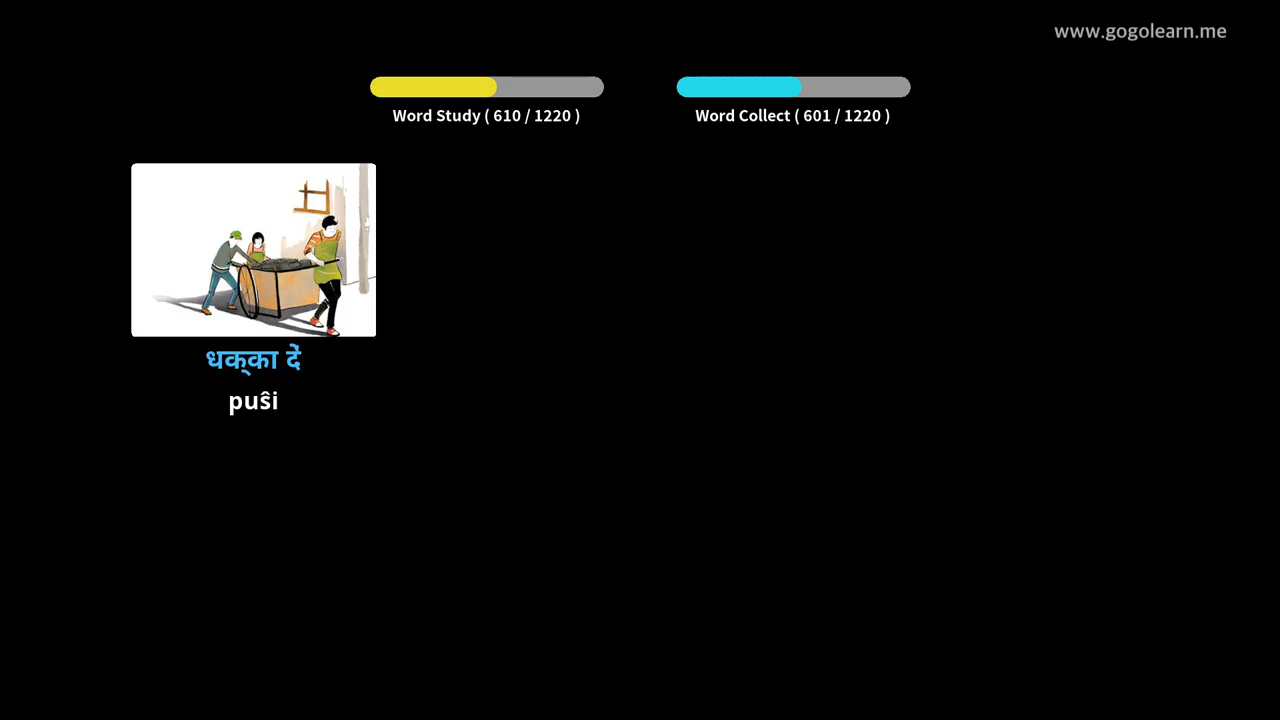 www.gogolearn.me
Word Study ( 610 / 1220 )
Word Collect ( 601 / 1220 )
धक्का दें
puŝi